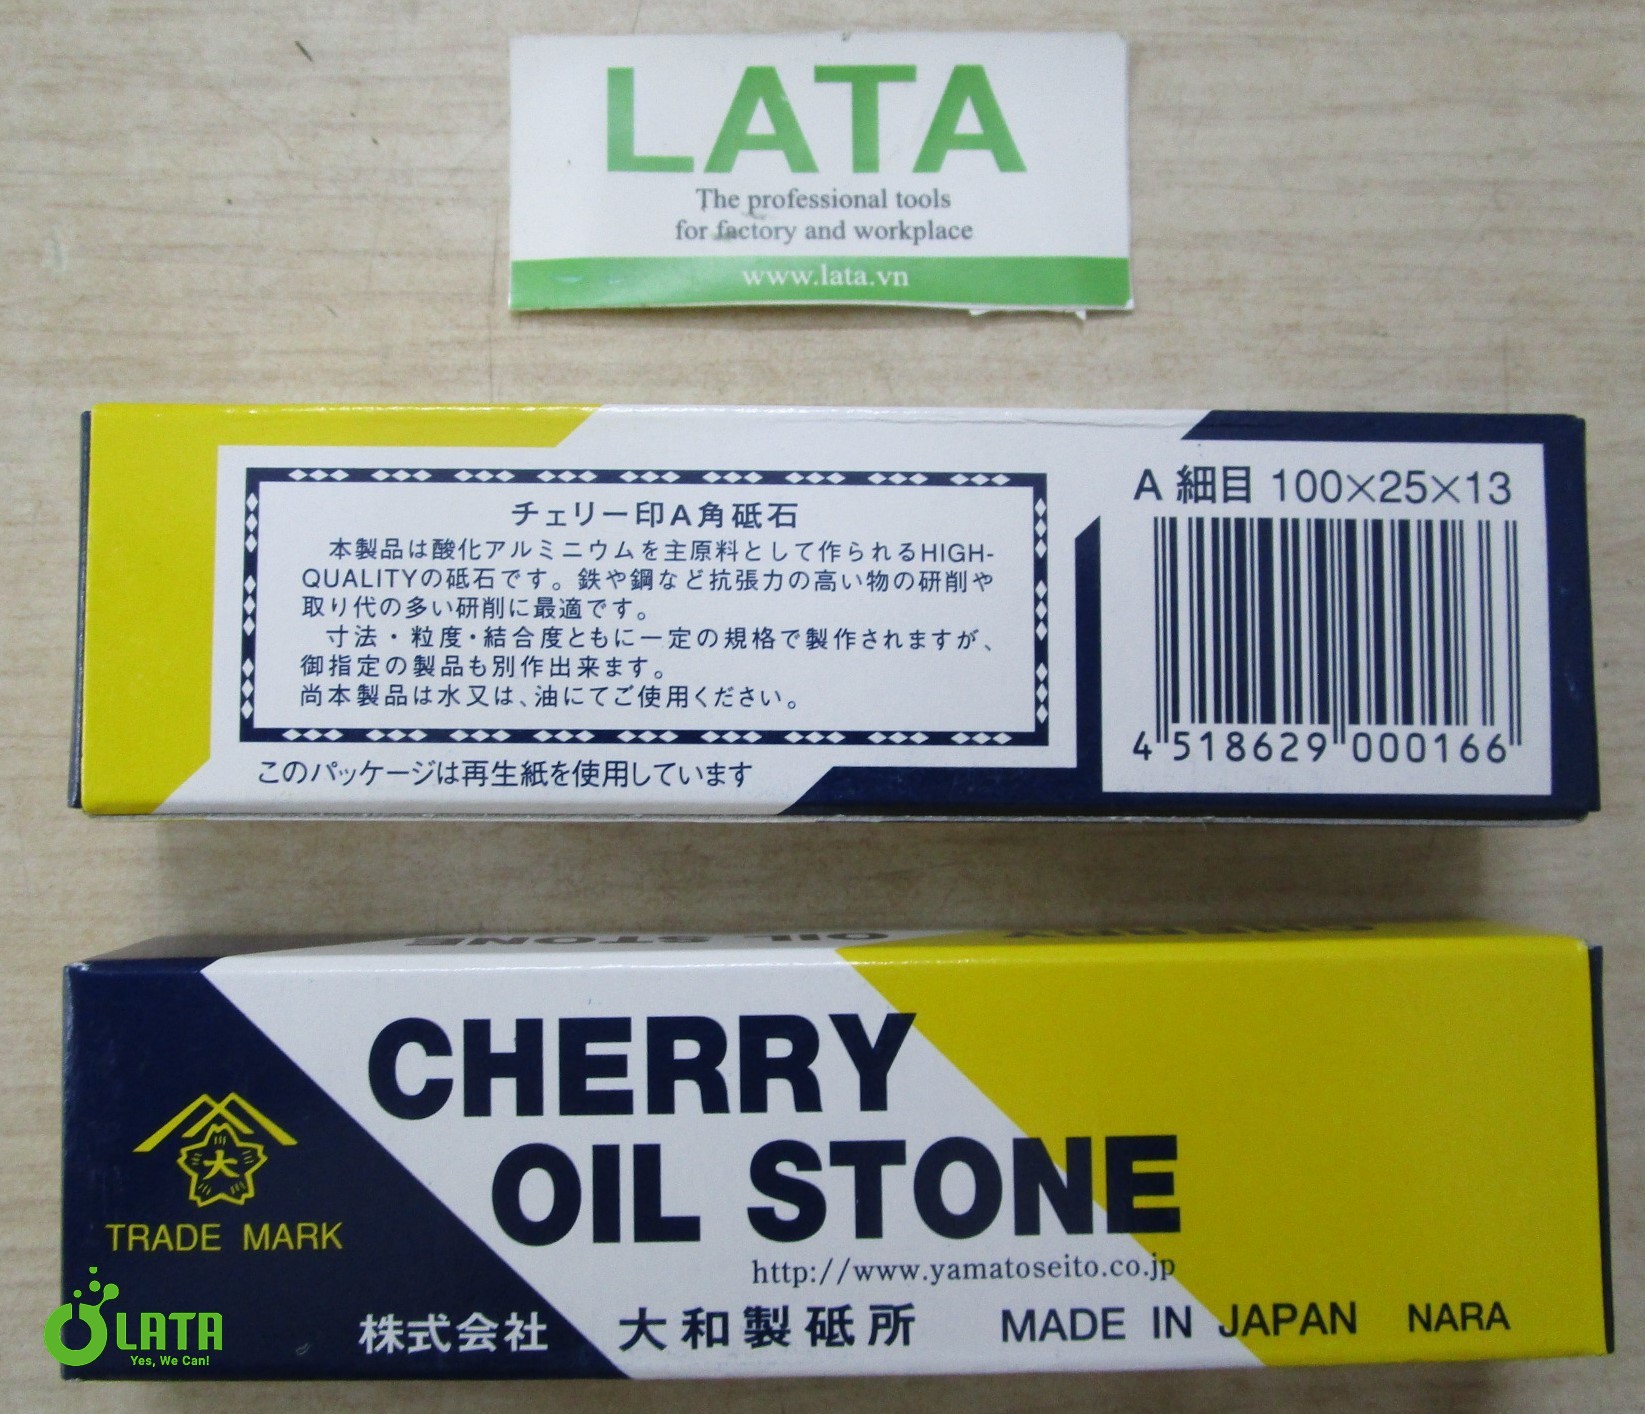 LATA
The professional tools
for factory and workplace
www.lata.vn
チェリー印A角砥石
本製品は酸化アルミニウムを主原料として作られるHIGH-
QUALITYの砥石です。鉄や鋼など抗張力の高い物の研削や
取り代の多い研削に最適です。
寸法・粒度・結合度ともに一定の規格で製作されますが、
御指定の製品も別作出来ます。
尚本製品は水又は、油にてご使用ください。
このパッケージは再生紙を使用しています
A 細目 100×25×13
4 518629 000166
OIL STONE
CHERRY
CHERRY
OIL STONE
http://www.yamatoseito.co.jp
大
TRADE MARK
株式会社 大和製砥所 MADE IN JAPAN NARA
LATA
Yes, We Can!